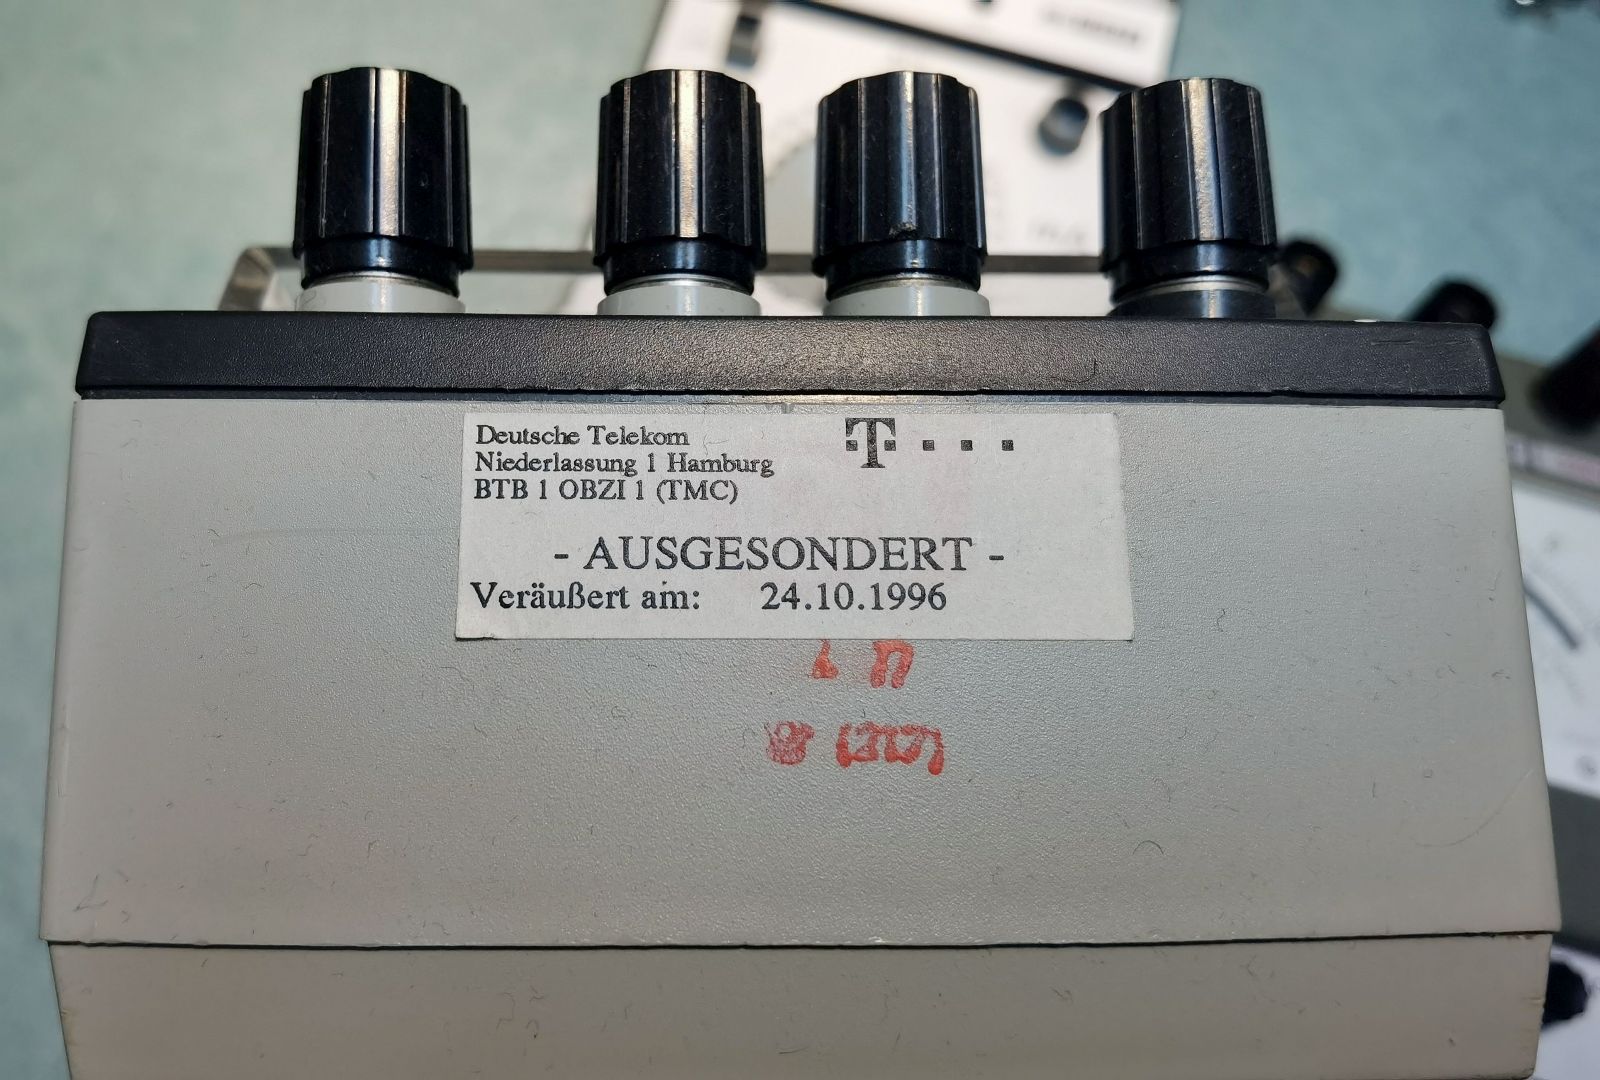 Deutsche Telekom
Niederlassung 1 Hamburg
BTB 1 OBZI 1 (TMC)
T
- AUSGESONDERT -
Veräußert am: 24.10.1996